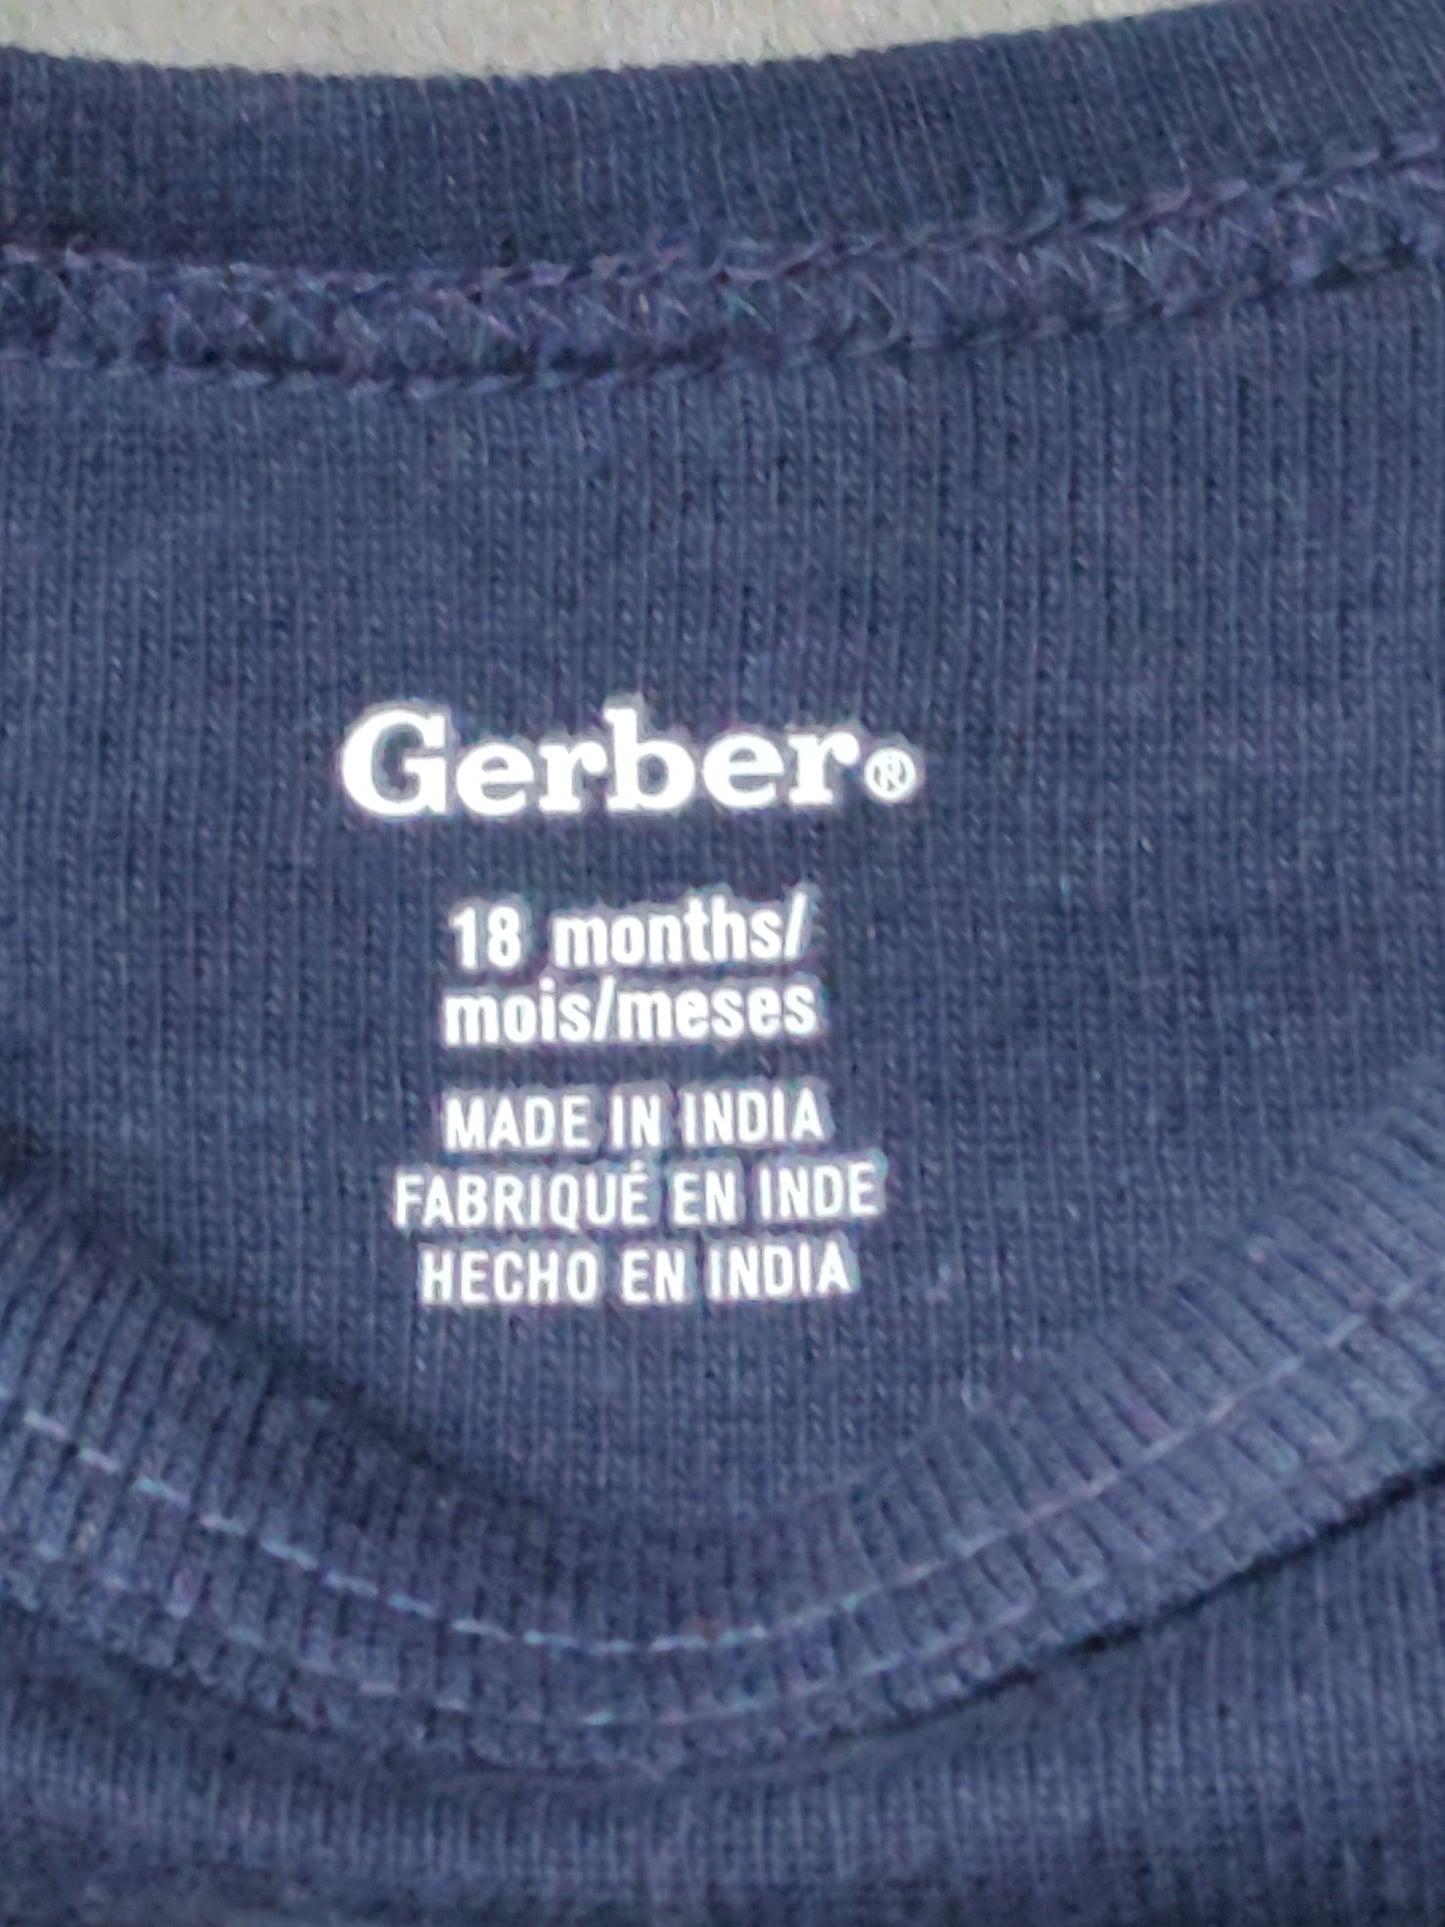 Gerber®
18 months/
mois/meses
MADE IN INDIA
FABRIQUÉ EN INDE
HECHO EN INDIA